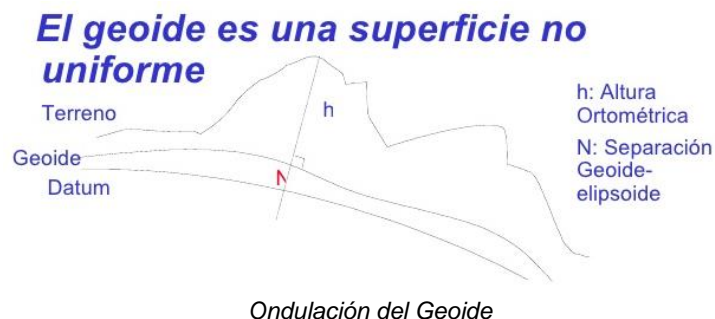 El geoide es una superficie no
uniforme
Terreno
Geoide
Datum
h
N
h: Altura
Ortométrica
N: Separación
Geoide-
elipsoide
Ondulación del Geoide